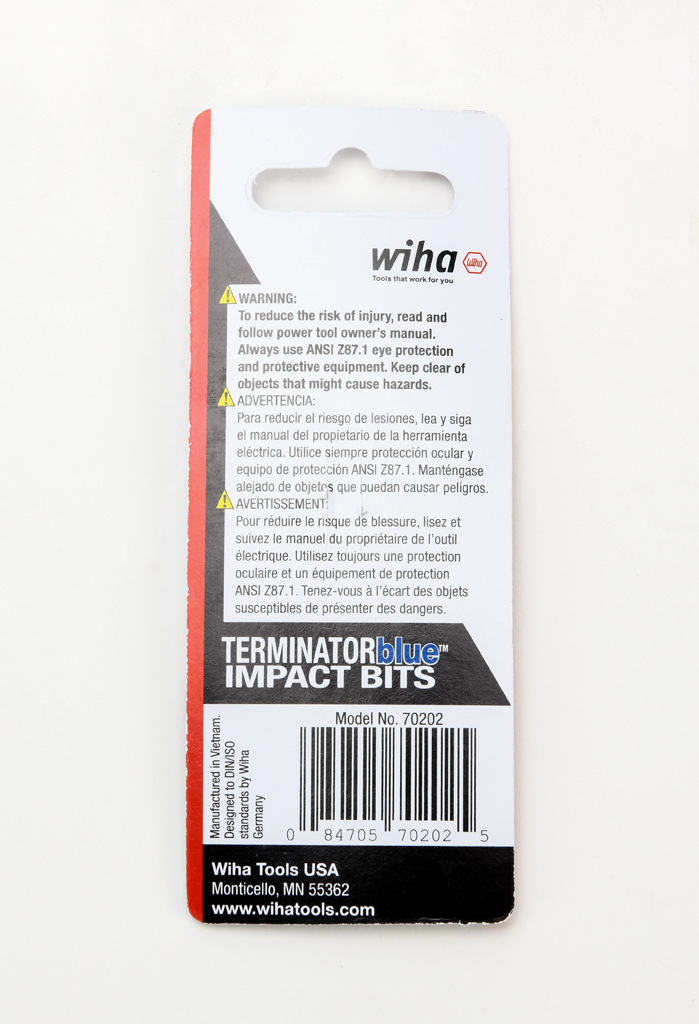 wiha
wiha
Tools that work for you
WARNING:
To reduce the risk of injury, read and
follow power tool owner's manual.
Always use ANSI Z87.1 eye protection
and protective equipment. Keep clear of
objects that might cause hazards.
ADVERTENCIA:
Para reducir el riesgo de lesiones, lea y siga
el manual del propietario de la herramienta
eléctrica. Utilice siempre protección ocular y
equipo de protección ANSI Z87.1. Manténgase
alejado de objetos que puedan causar peligros.
AVERTISSEMENT:
Pour réduire le risque de blessure, lisez et
suivez le manuel du propriétaire de l'outil
électrique. Utilisez toujours une protection
oculaire et un équipement de protection
ANSI Z87.1. Tenez-vous à l'écart des objets
susceptibles de présenter des dangers.
TERMINATORblue™
IMPACT BITS
Model No. 70202
Manufactured in Vietnam.
Designed to DIN/ISO
standards by Wiha
Germany
0 84705 70202 5
Wiha Tools USA
Monticello, MN 55362
www.wihatools.com